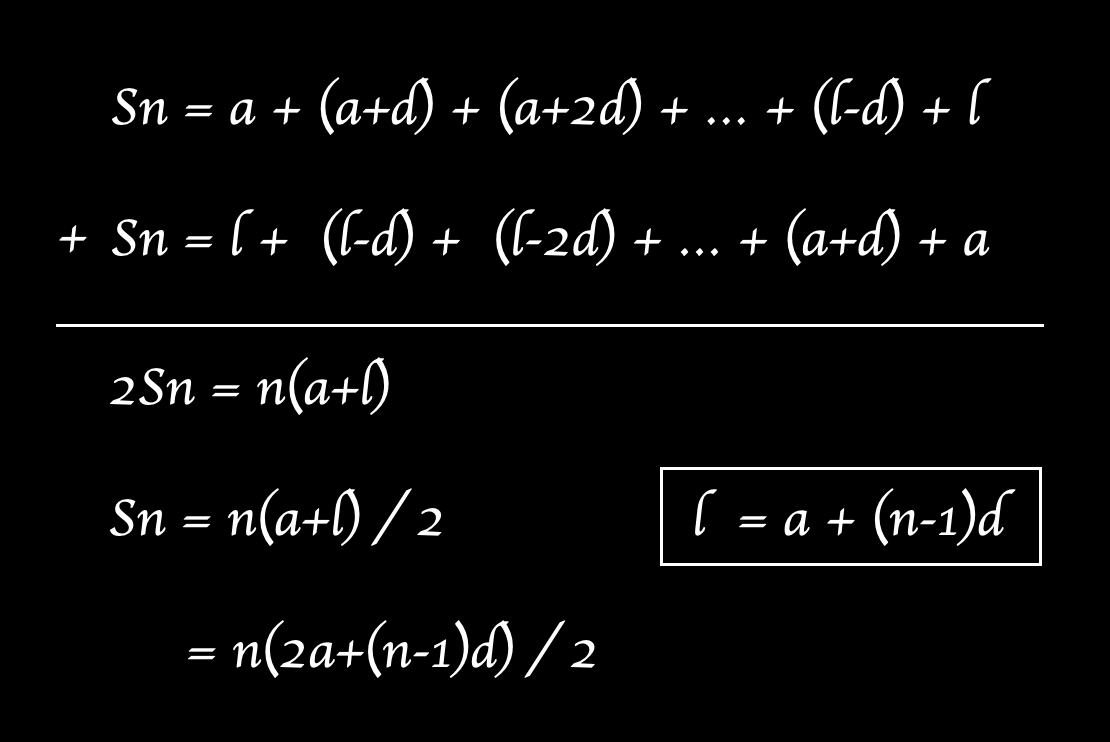 Sn = a + (a+d) + (a+2d) + ... + (l-d) + l
+ Sn = l + (l-d) + (l-2d) + ... + (a+d) + a
2Sn = n(a+l)
Sn = n(a+l) / 2
l = a + (n-1)d
= n(2a+(n-1)d) / 2